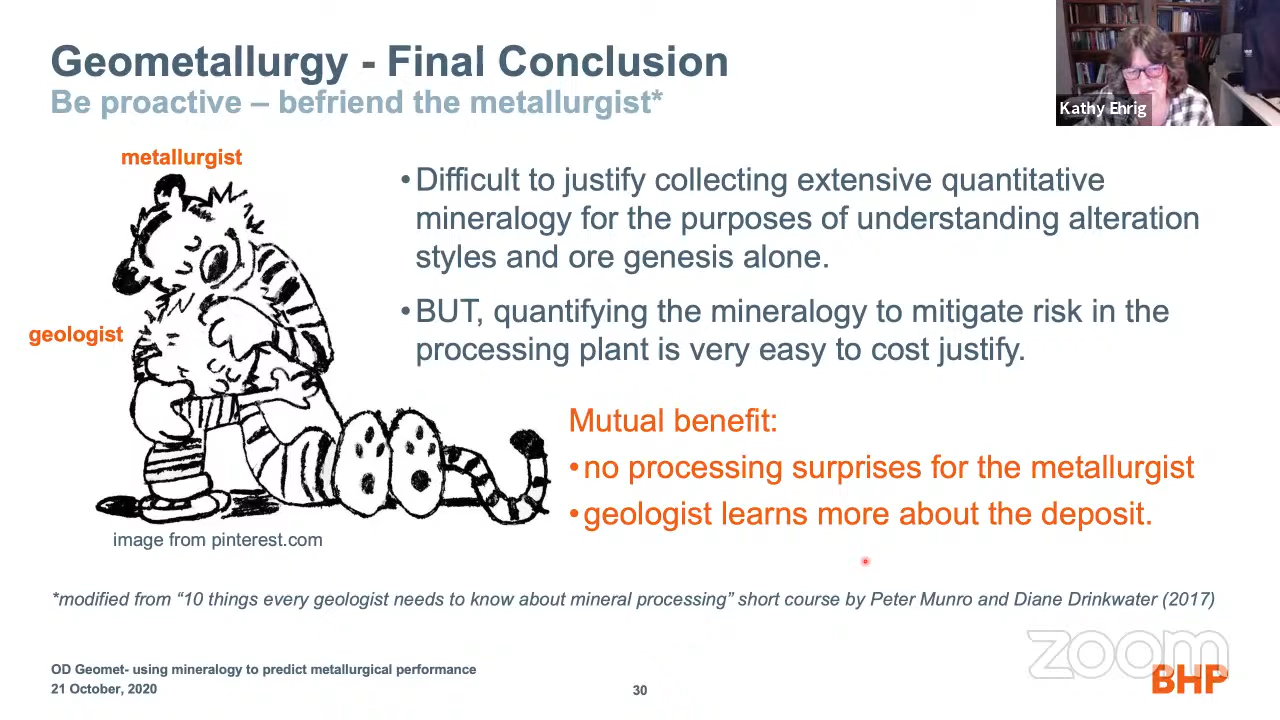 Geometallurgy - Final Conclusion
Be proactive – befriend the metallurgist*
Kathy Ehrig
metallurgist
geologist
•Difficult to justify collecting extensive quantitative
mineralogy for the purposes of understanding alteration
styles and ore genesis alone.
•BUT, quantifying the mineralogy to mitigate risk in the
processing plant is very easy to cost justify.
Mutual benefit:
•no processing surprises for the metallurgist
•geologist learns more about the deposit.
image from pinterest.com
*modified from “10 things every geologist needs to know about mineral processing” short course by Peter Munro and Diane Drinkwater (2017)
zoom
OD Geomet- using mineralogy to predict metallurgical performance
21 October, 2020
30
BHP